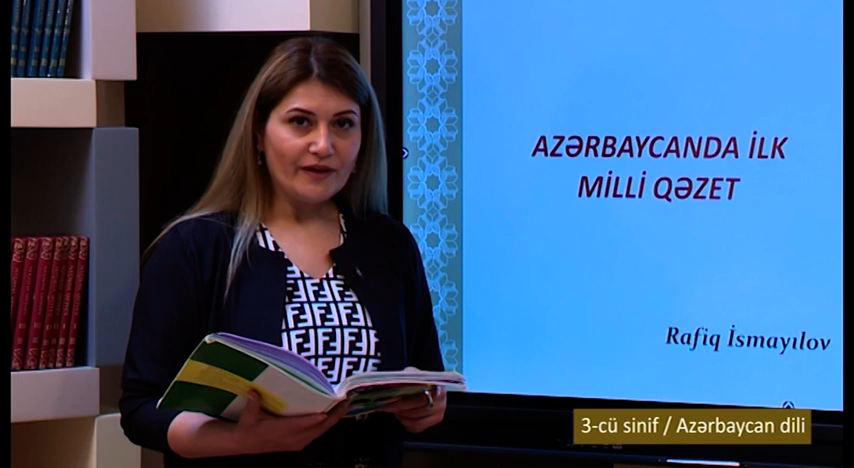 AZƏRBAYCANDA İLK
MİLLİ QƏZET
Rafiq İsmayılov
3-cü sinif / Azərbaycan dili